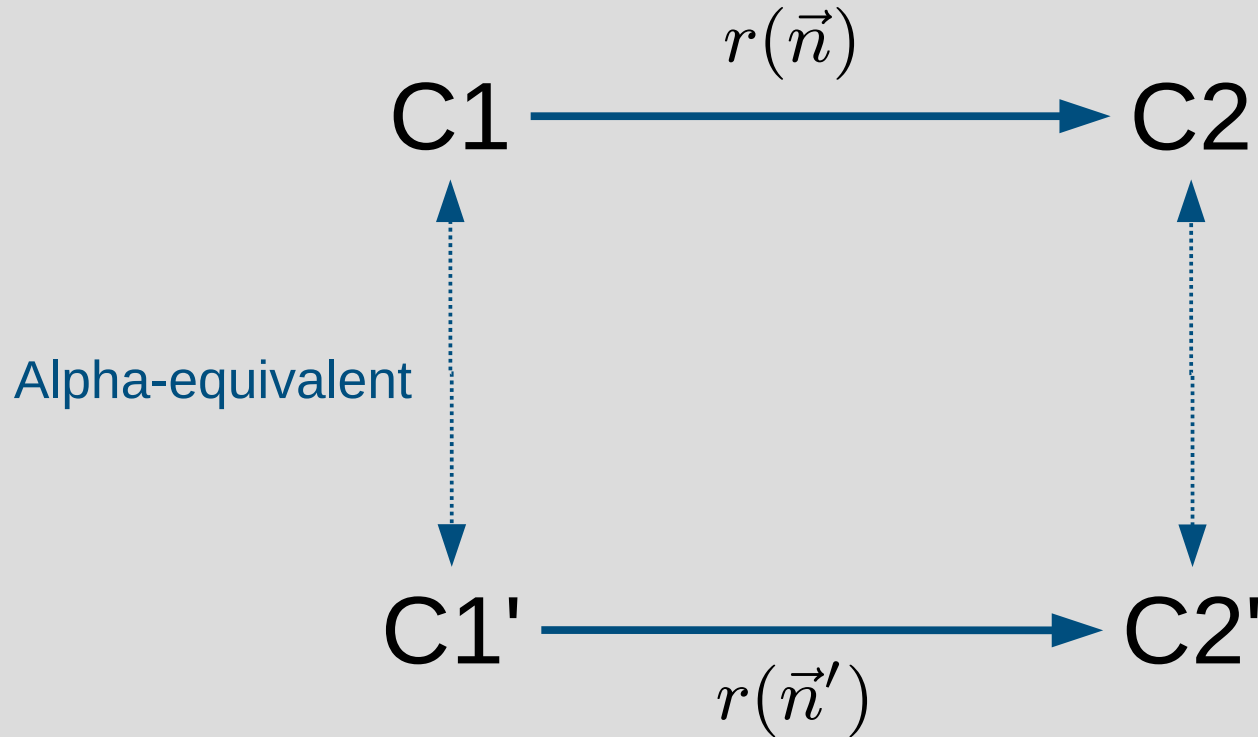 r(n⃗)
C1 C2
Alpha-equivalent
C1' C2'
r(n⃗′)